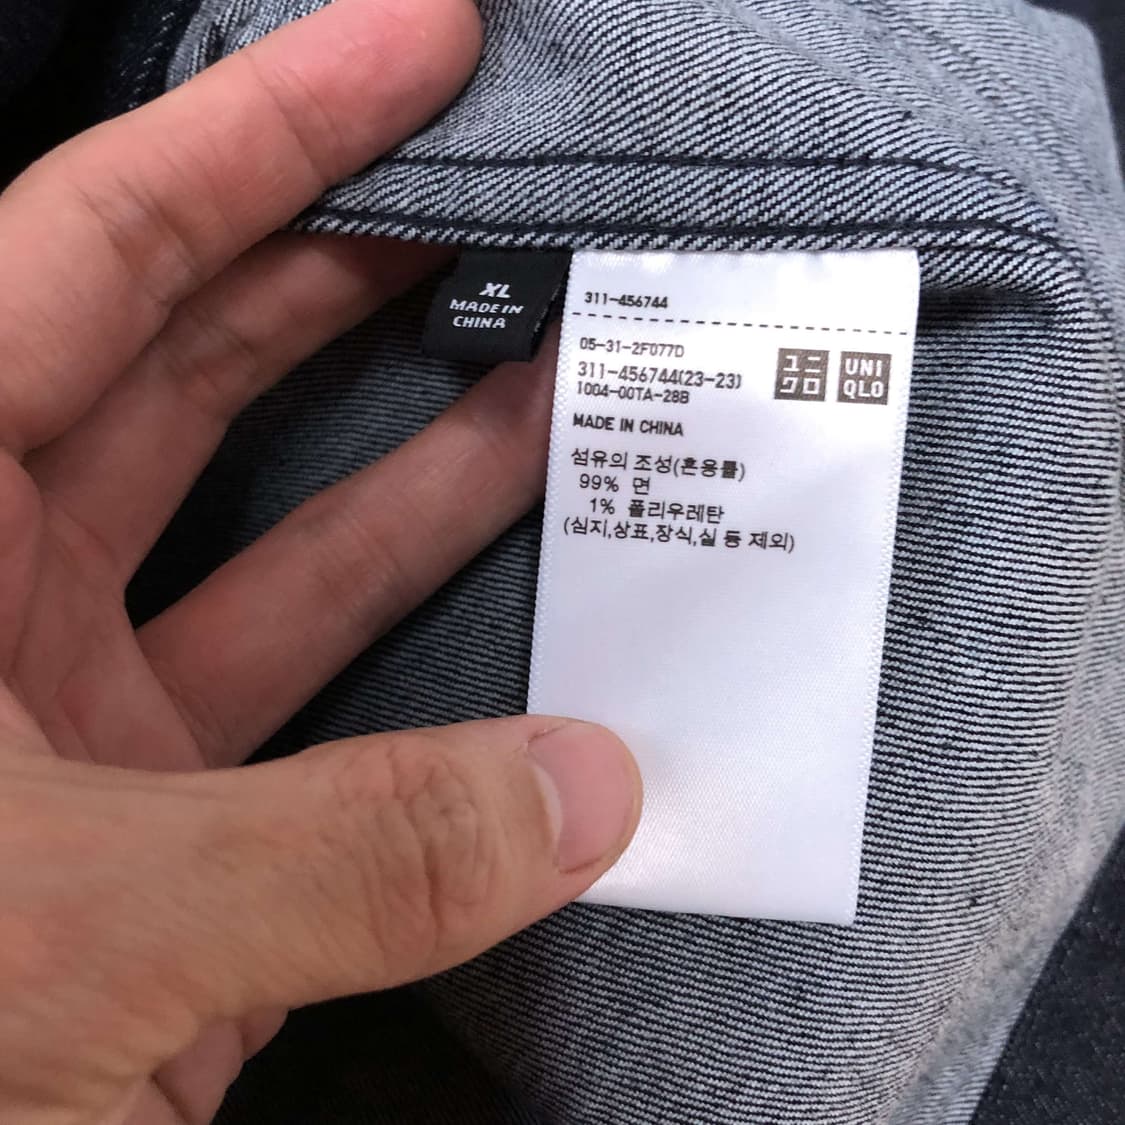 XL
MADE IN
CHINA
311-456744
05-31-2F077D
311-456744(23-23)
1004-00TA-28B
ユニ
クロ
UNI
QLO
MADE IN CHINA
섬유의 조성(혼용률)
99% 면
1% 폴리우레탄
(심지,상표,장식,실 등 제외)